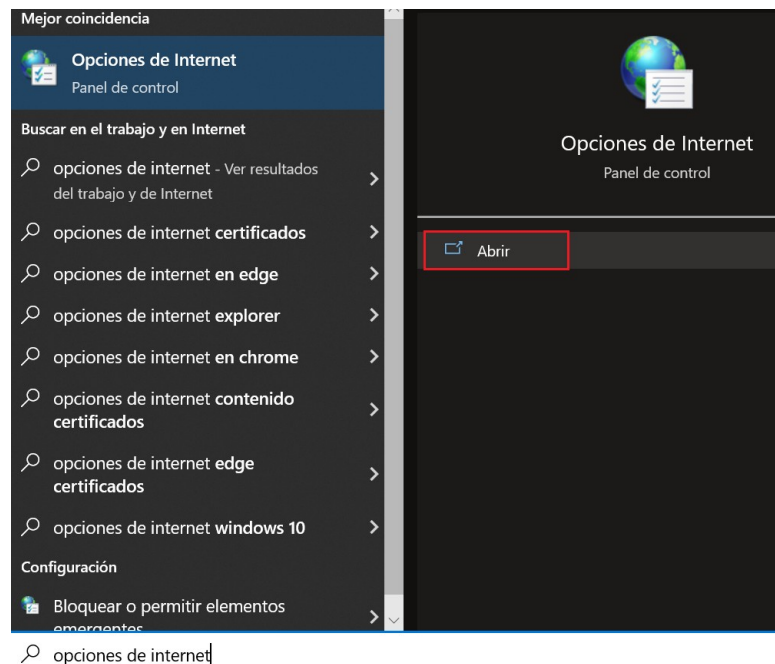 Mejor coincidencia
Opciones de Internet
Panel de control
Buscar en el trabajo y en Internet
opciones de internet - Ver resultados
del trabajo y de Internet
opciones de internet certificados
opciones de internet en edge
opciones de internet explorer
opciones de internet en chrome
opciones de internet contenido
certificados
opciones de internet edge
certificados
opciones de internet windows 10
Configuración
Bloquear o permitir elementos
emergentes
opciones de internet
Opciones de Internet
Panel de control
Abrir